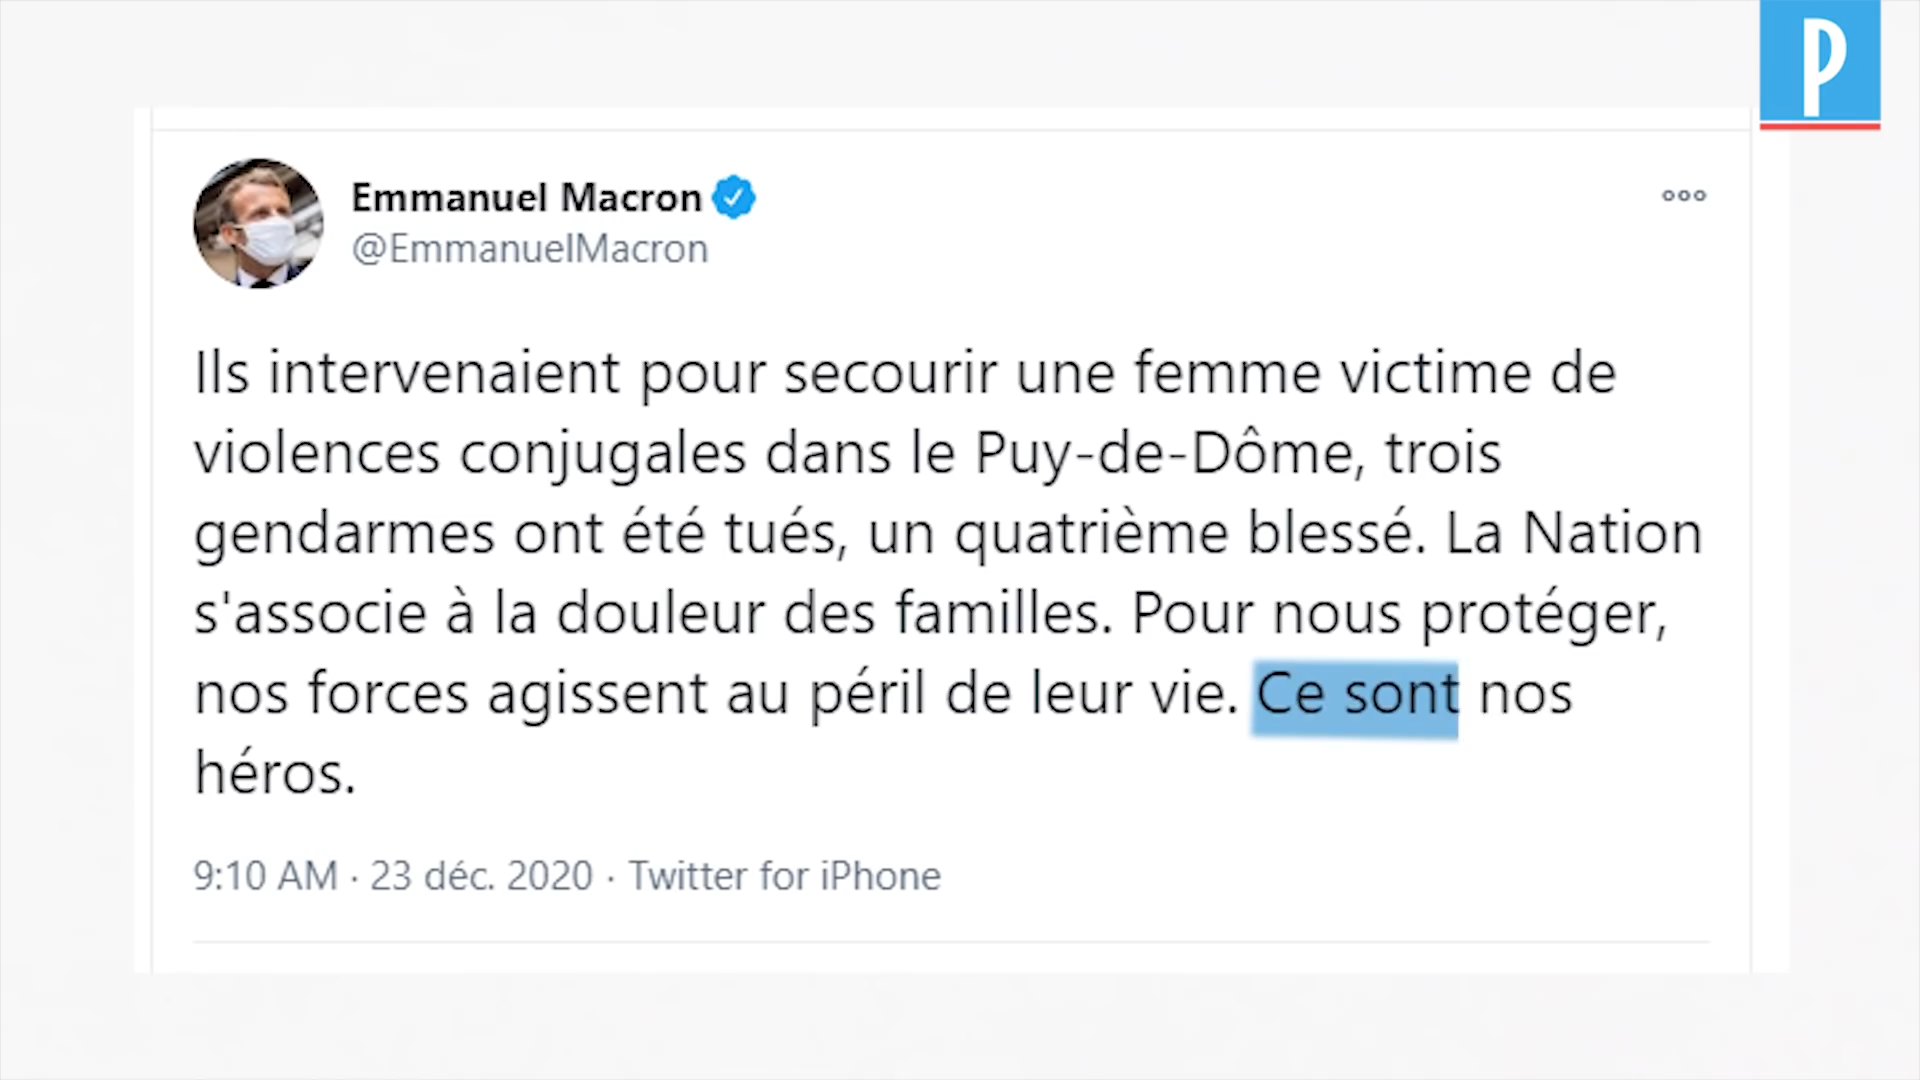 P
Emmanuel Macron
@EmmanuelMacron
Ils intervenaient pour secourir une femme victime de
violences conjugales dans le Puy-de-Dôme, trois
gendarmes ont été tués, un quatrième blessé. La Nation
s'associe à la douleur des familles. Pour nous protéger,
nos forces agissent au péril de leur vie. Ce sont nos
héros.
9:10 AM · 23 déc. 2020 · Twitter for iPhone